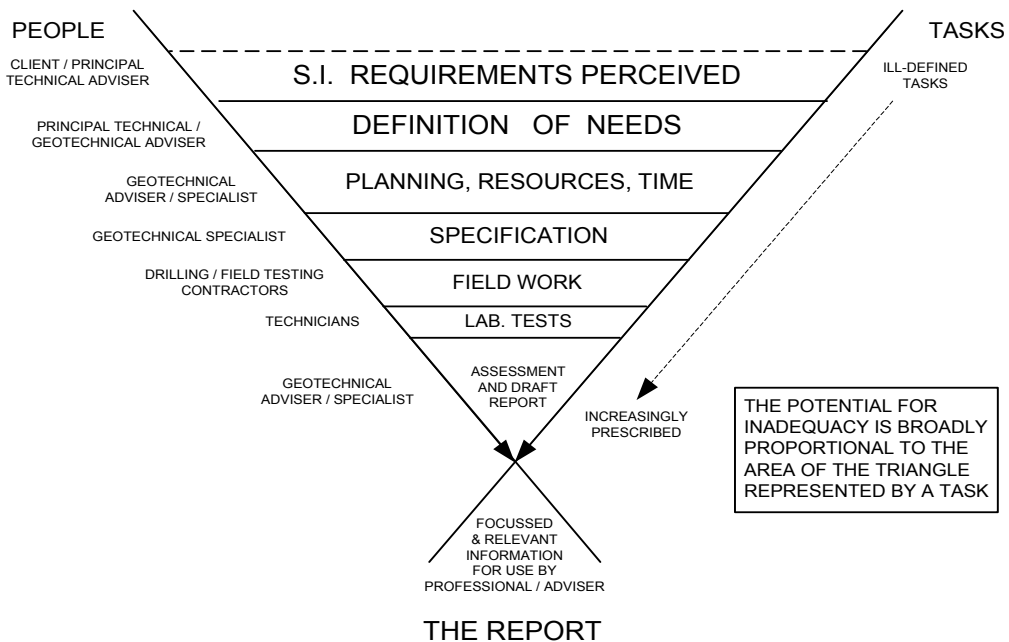 PEOPLE
TASKS
CLIENT / PRINCIPAL
TECHNICAL ADVISER
S.I. REQUIREMENTS PERCEIVED
ILL-DEFINED
TASKS
PRINCIPAL TECHNICAL /
GEOTECHNICAL ADVISER
DEFINITION OF NEEDS
GEOTECHNICAL
ADVISER / SPECIALIST
PLANNING, RESOURCES, TIME
GEOTECHNICAL SPECIALIST
SPECIFICATION
DRILLING / FIELD TESTING
CONTRACTORS
FIELD WORK
TECHNICIANS
LAB. TESTS
GEOTECHNICAL
ADVISER / SPECIALIST
ASSESSMENT
AND DRAFT
REPORT
INCREASINGLY
PRESCRIBED
THE POTENTIAL FOR
INADEQUACY IS BROADLY
PROPORTIONAL TO THE
AREA OF THE TRIANGLE
REPRESENTED BY A TASK
FOCUSSED
& RELEVANT
INFORMATION
FOR USE BY
PROFESSIONAL / ADVISER
THE REPORT